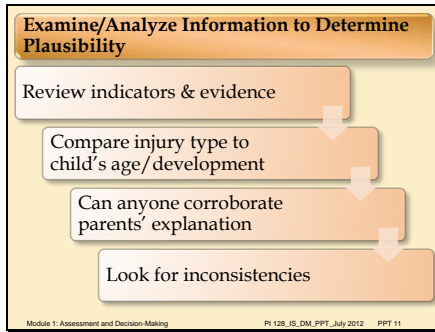 Examine/Analyze Information to Determine
Plausibility
Review indicators & evidence
Compare injury type to
child's age/development
Can anyone corroborate
parents' explanation
Look for inconsistencies
Module 1: Assessment and Decision-Making PI 128_IS_DM_PPT_July 2012 PPT 11